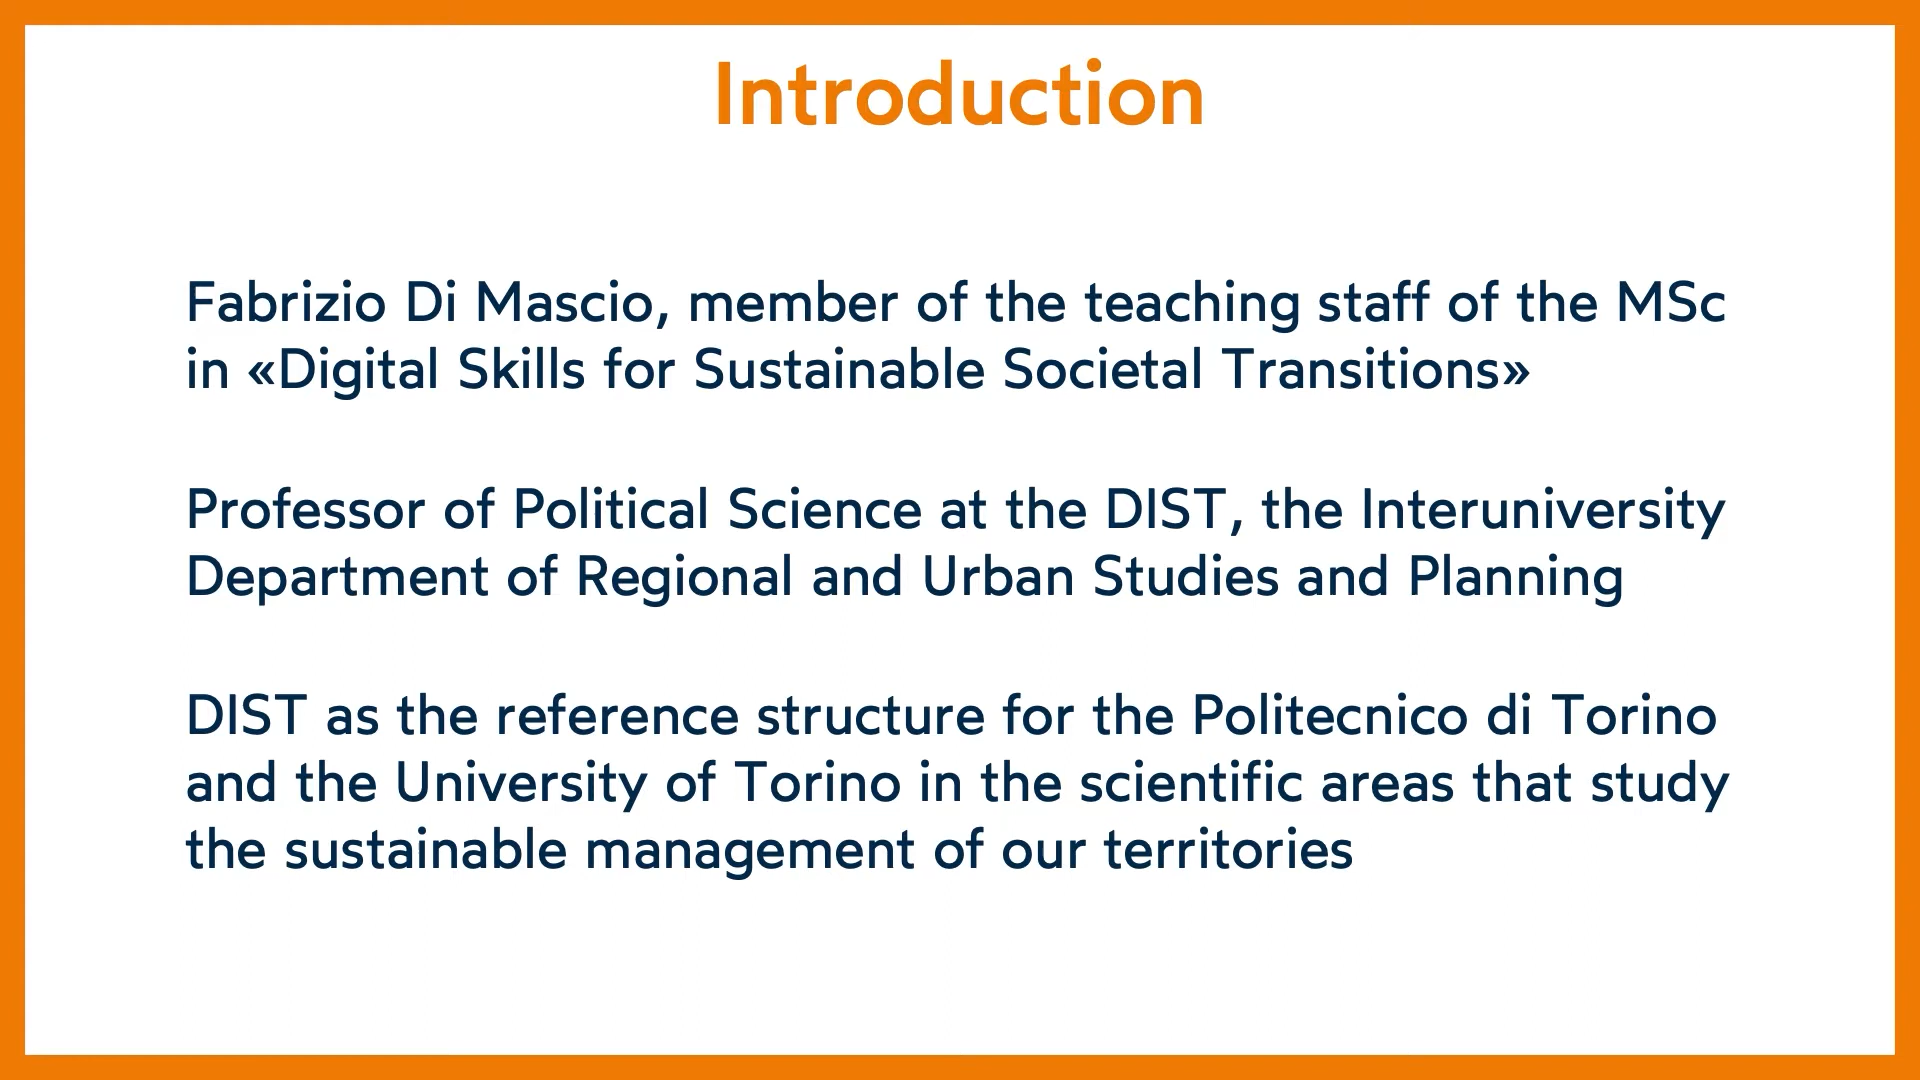 Introduction
Fabrizio Di Mascio, member of the teaching staff of the MSc
in «Digital Skills for Sustainable Societal Transitions»
Professor of Political Science at the DIST, the Interuniversity
Department of Regional and Urban Studies and Planning
DIST as the reference structure for the Politecnico di Torino
and the University of Torino in the scientific areas that study
the sustainable management of our territories